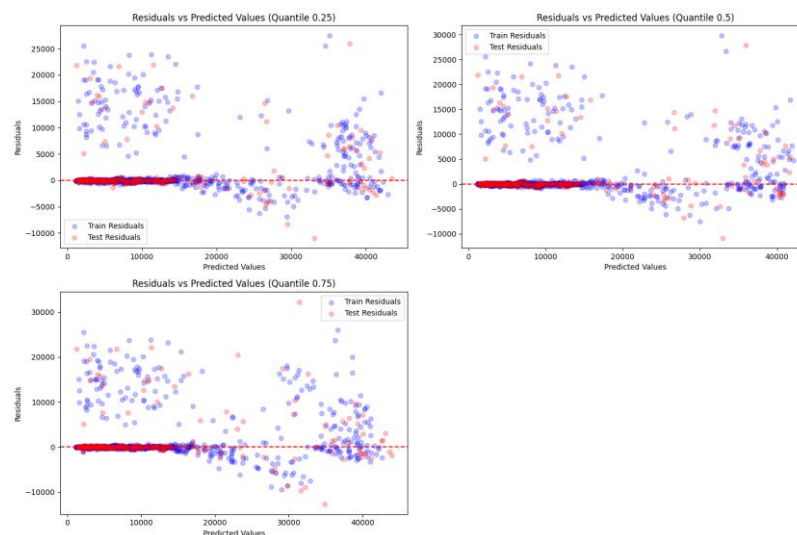 Residuals vs Predicted Values (Quantile 0.25)
25000
20000
15000
10000
5000
0
−5000
−10000
Residuals
Train Residuals
Test Residuals
0
10000
20000
30000
40000
Predicted Values
Residuals vs Predicted Values (Quantile 0.5)
30000
25000
20000
15000
10000
5000
0
−5000
−10000
Residuals
Train Residuals
Test Residuals
0
10000
20000
30000
40000
Predicted Values
Residuals vs Predicted Values (Quantile 0.75)
30000
20000
10000
0
−10000
Residuals
Train Residuals
Test Residuals
0
10000
20000
30000
40000
Predicted Values